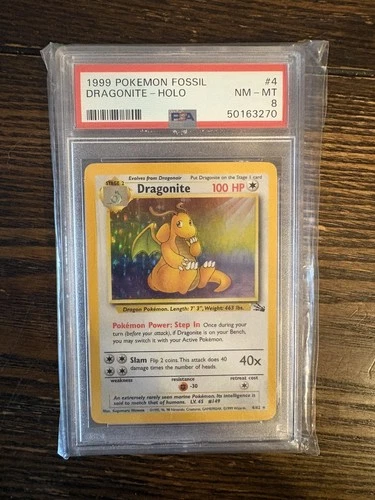 1999 POKEMON FOSSIL #4
DRAGONITE - HOLO NM - MT
8
PSA 50163270
STAGE 2 Evolves from Dragonair Put Dragonite on the Stage 1 card
Dragonite 100 HP
Dragon Pokémon. Length: 7' 3", Weight: 463 lbs.
Pokémon Power: Step In Once during your
turn (before your attack), if Dragonite is on your Bench,
you may switch it with your Active Pokémon.
Slam Flip 2 coins. This attack does 40
damage times the number of heads. 40x
weakness resistance retreat cost
-30
An extremely rarely seen marine Pokémon. Its intelligence is
said to match that of humans. LV. 45 #149
4/62